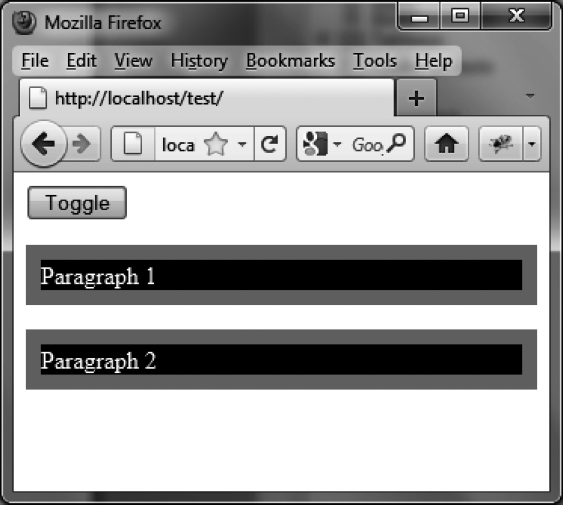 Mozilla Firefox
File Edit View History Bookmarks Tools Help
http://localhost/test/
loca Goo
Toggle
Paragraph 1
Paragraph 2